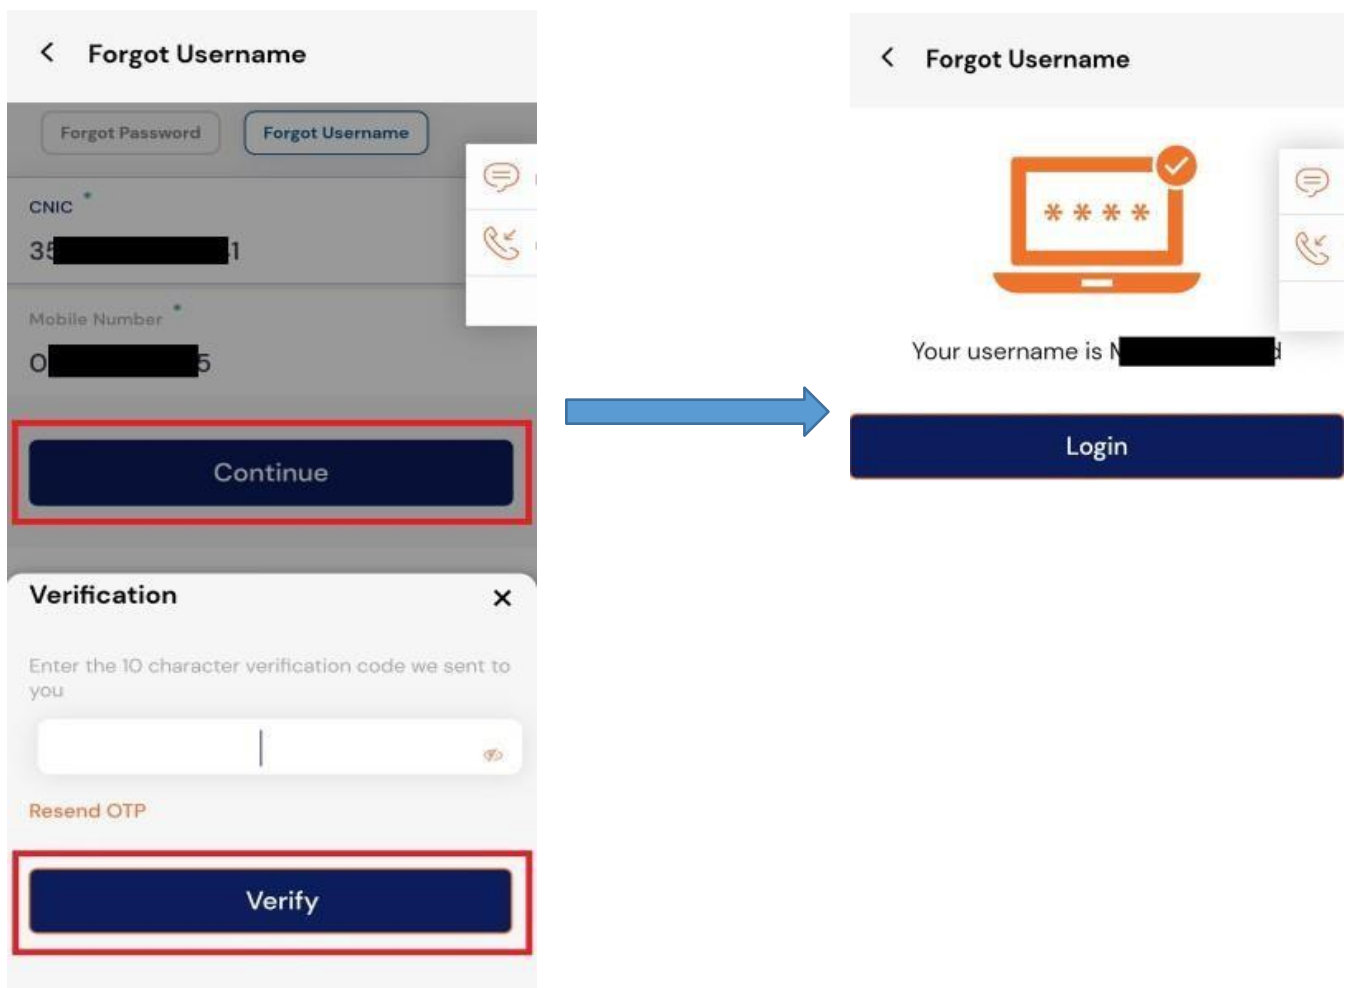 Forgot Username
Forgot Password
Forgot Username
CNIC *
35 1
Mobile Number *
0 5
Continue
Verification
Enter the 10 character verification code we sent to
you
Resend OTP
Verify
Forgot Username
* * * *
Your username is
Login